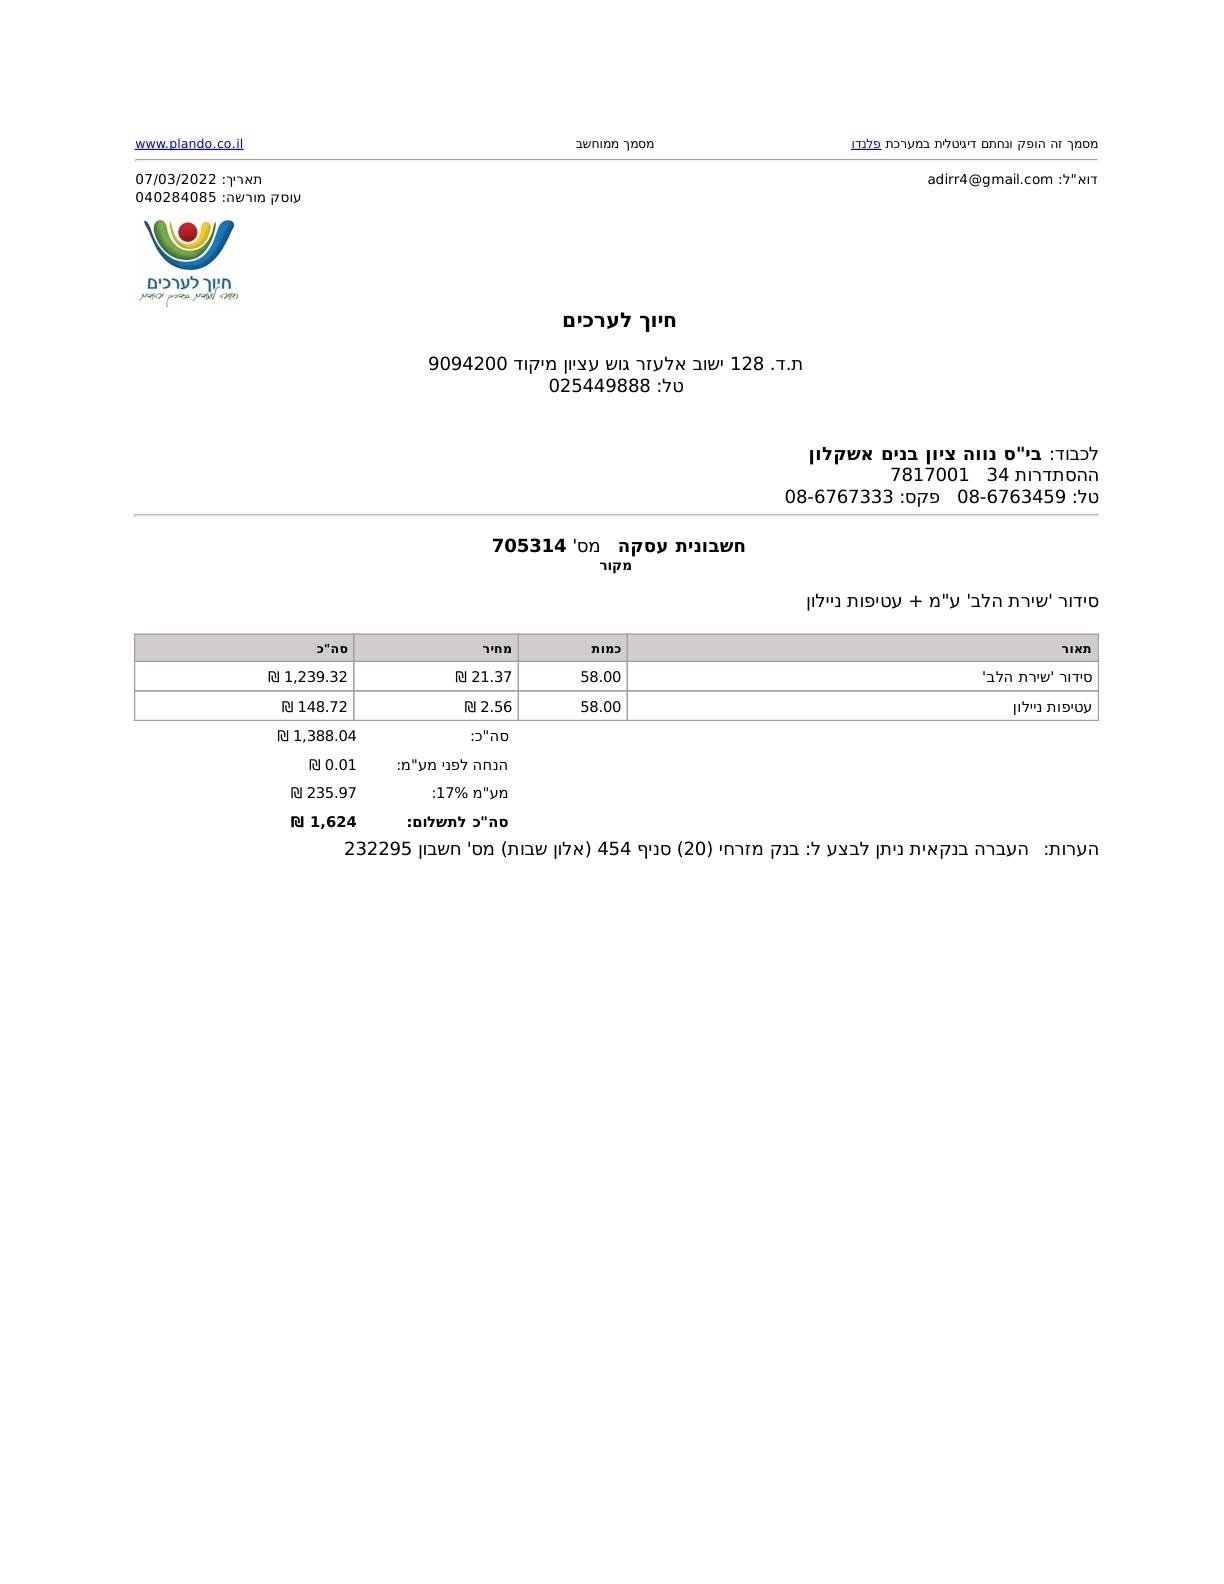 מסמך זה הופק ונחתם דיגיטלית במערכת פלנדו מסמך ממוחשב www.plando.co.il
דוא"ל: adirr4@gmail.com תאריך: 07/03/2022
עוסק מורשה: 040284085
חיוך לערכים
חיוך לערכים
ת.ד. 128 ישוב אלעזר גוש עציון מיקוד 9094200
טל: 025449888
לכבוד: בי"ס נווה ציון בנים אשקלון
ההסתדרות 34 7817001
טל: 08-6763459 פקס: 08-6767333
חשבונית עסקה מס' 705314
מקור
סידור 'שירת הלב' ע"מ + עטיפות ניילון
תאור כמות מחיר סה"כ
סידור 'שירת הלב' 58.00 21.37 ₪ 1,239.32 ₪
עטיפות ניילון 58.00 2.56 ₪ 148.72 ₪
סה"כ: 1,388.04 ₪
הנחה לפני מע"מ: 0.01 ₪
מע"מ 17%: 235.97 ₪
סה"כ לתשלום: 1,624 ₪
הערות: העברה בנקאית ניתן לבצע ל: בנק מזרחי (20) סניף 454 (אלון שבות) מס' חשבון 232295